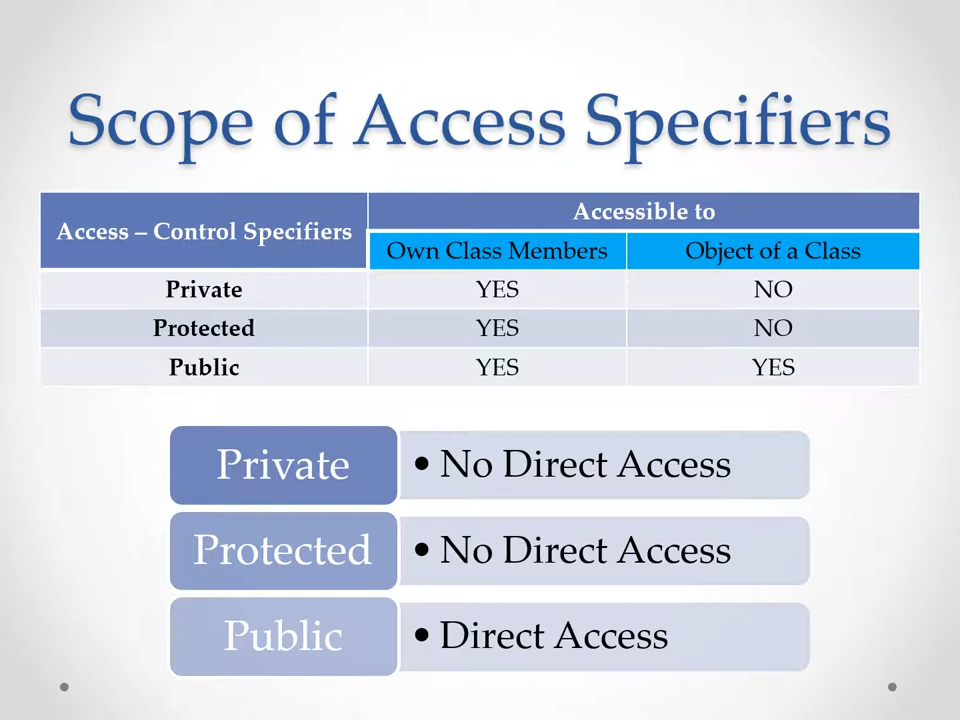 Scope of Access Specifiers
Access – Control Specifiers
Accessible to
Own Class Members
Object of a Class
Private YES NO
Protected YES NO
Public YES YES
Private
• No Direct Access
Protected
• No Direct Access
Public
• Direct Access